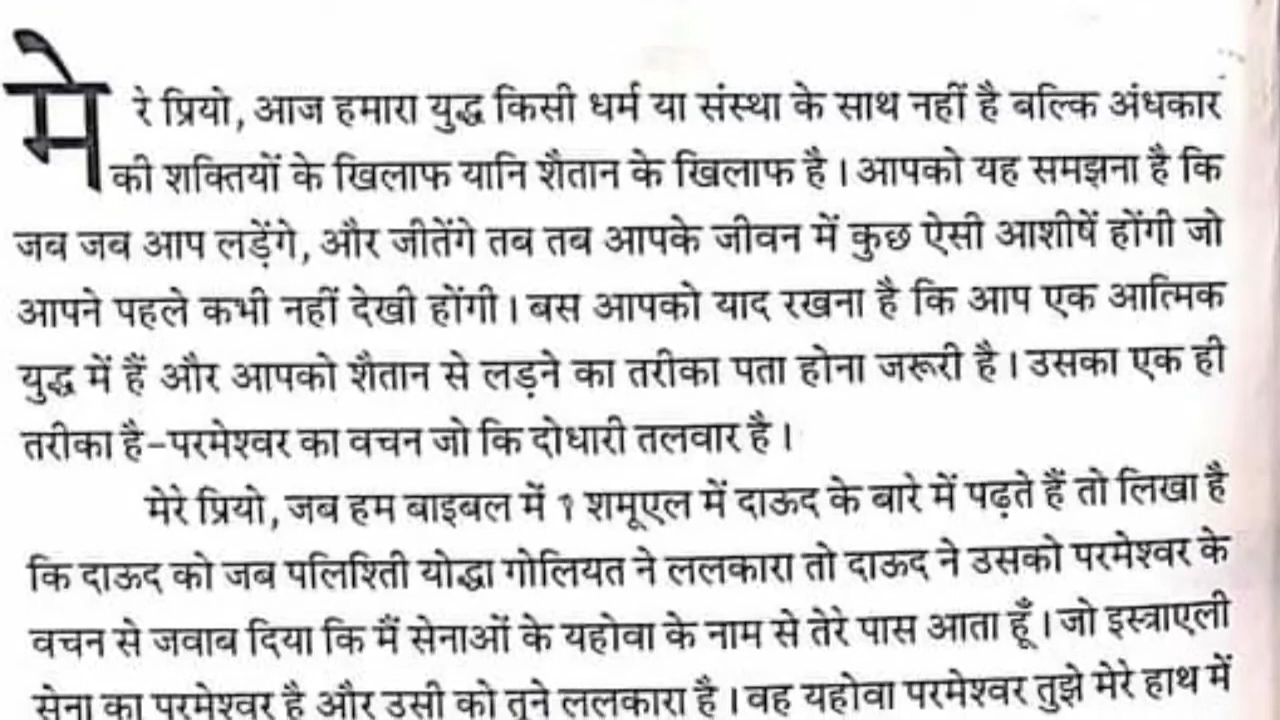 मेरे प्रियो, आज हमारा युद्ध किसी धर्म या संस्था के साथ नहीं है बल्कि अंधकार
की शक्तियों के खिलाफ यानि शैतान के खिलाफ है। आपको यह समझना है कि
जब जब आप लड़ेंगे, और जीतेंगे तब तब आपके जीवन में कुछ ऐसी आशीषें होंगी जो
आपने पहले कभी नहीं देखी होंगी। बस आपको याद रखना है कि आप एक आत्मिक
युद्ध में हैं और आपको शैतान से लड़ने का तरीका पता होना जरूरी है। उसका एक ही
तरीका है-परमेश्वर का वचन जो कि दोधारी तलवार है।
मेरे प्रियो, जब हम बाइबल में १ शमूएल में दाऊद के बारे में पढ़ते हैं तो लिखा है
कि दाऊद को जब पलिश्ती योद्धा गोलियत ने ललकारा तो दाऊद ने उसको परमेश्वर के
वचन से जवाब दिया कि मैं सेनाओं के यहोवा के नाम से तेरे पास आता हूँ। जो इस्त्राएली
सेना का परमेश्वर है और उसी को तूने ललकारा है। वह यहोवा परमेश्वर तुझे मेरे हाथ में